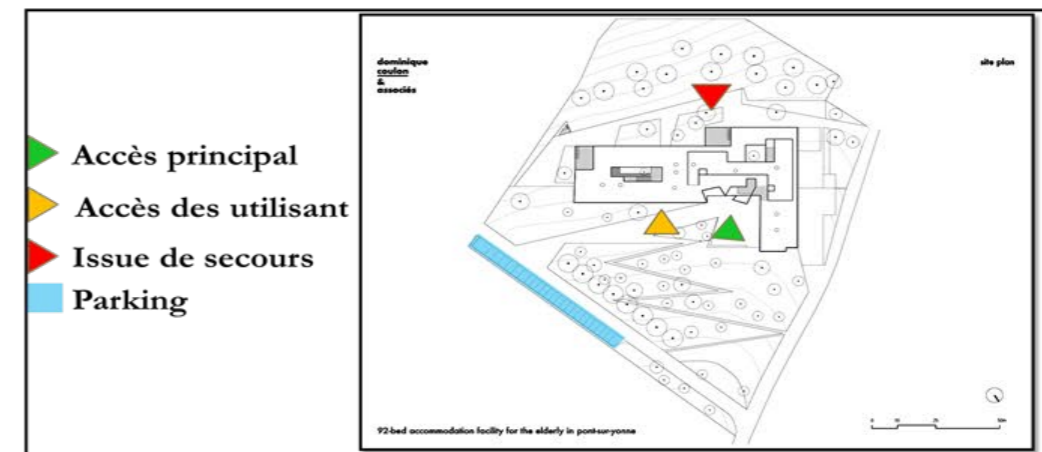 Accès principal
Accès des utilisant
Issue de secours
Parking
dominique
coulon
&
associés
site plan
92-bed accommodation facility for the elderly in pont-sur-yonne